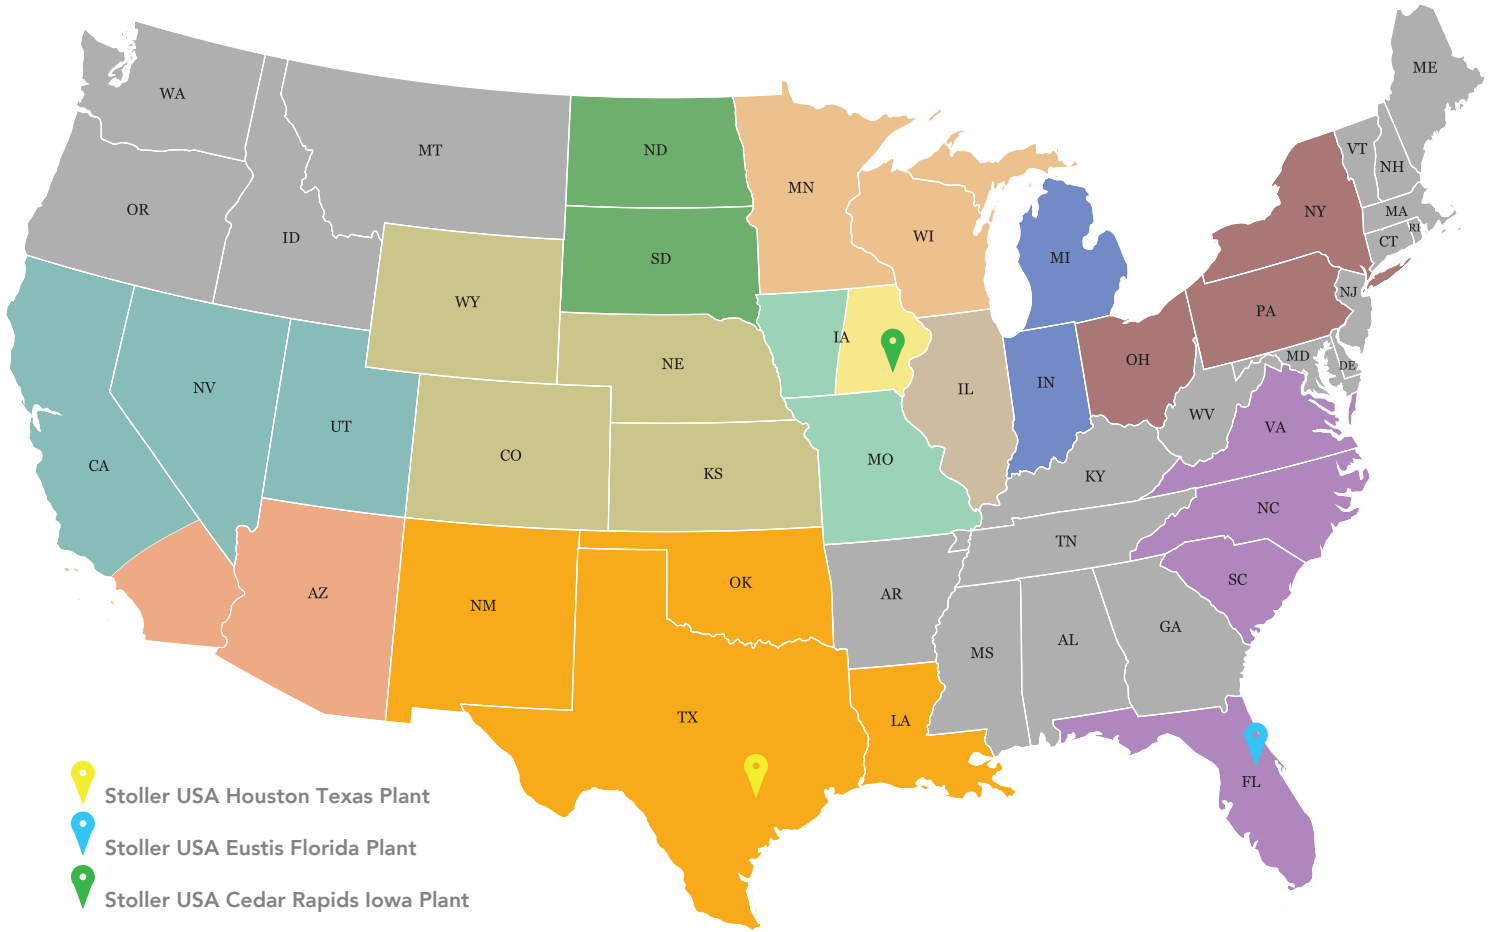 ME
WA
MT
ND
VT
NH
MN
OR
ID
NY
MA
RI
WI
CT
SD
MI
WY
NJ
PA
IA
MD
OH
NE
DE
NV
IN
IL
WV
UT
VA
CO
MO
CA
KS
KY
NC
TN
OK
SC
AZ
AR
NM
GA
AL
MS
TX
LA
FL
Stoller USA Houston Texas Plant
Stoller USA Eustis Florida Plant
Stoller USA Cedar Rapids Iowa Plant